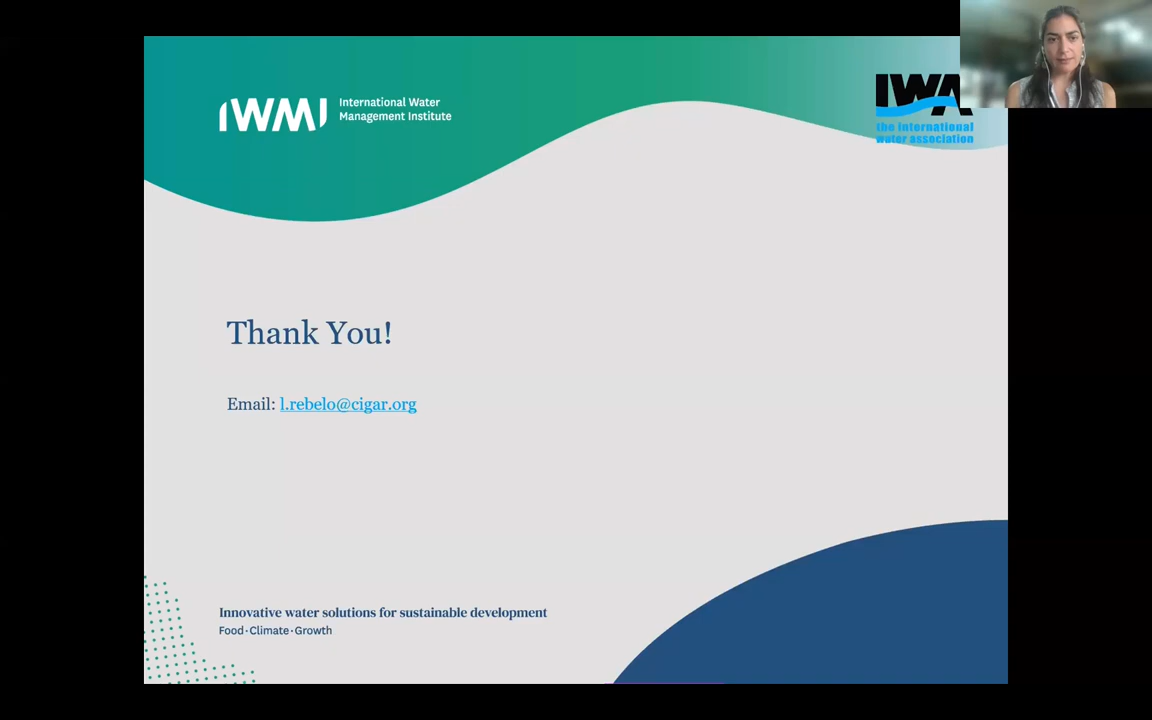 IWMI
International Water
Management Institute
IWA
the international
water association
Thank You!
Email: l.rebelo@cigar.org
Innovative water solutions for sustainable development
Food·Climate·Growth